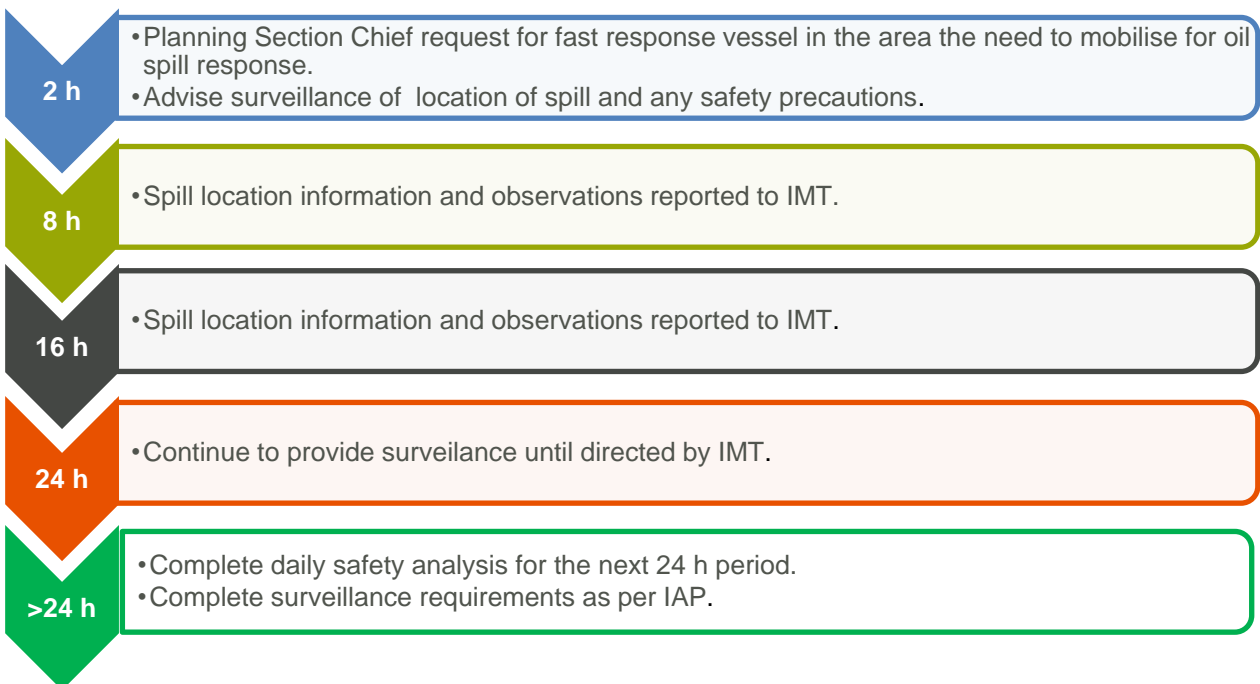 2 h
•Planning Section Chief request for fast response vessel in the area the need to mobilise for oil
spill response.
•Advise surveillance of location of spill and any safety precautions.
8 h
•Spill location information and observations reported to IMT.
16 h
•Spill location information and observations reported to IMT.
24 h
•Continue to provide surveilance until directed by IMT.
>24 h
•Complete daily safety analysis for the next 24 h period.
•Complete surveillance requirements as per IAP.